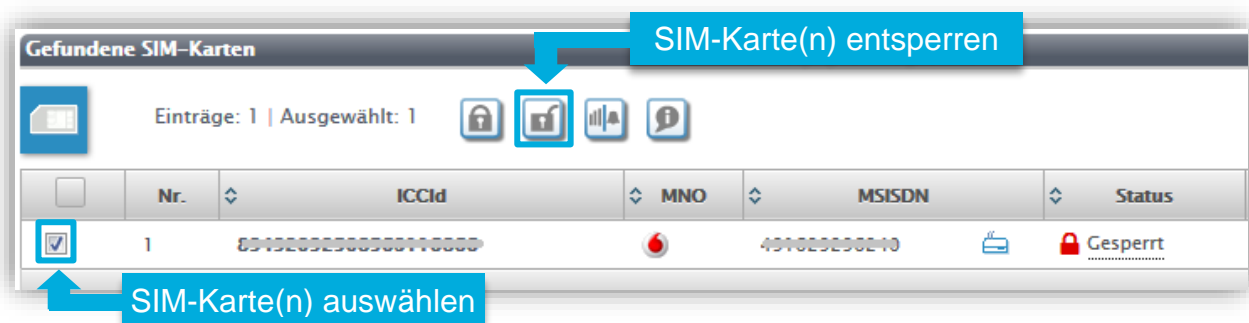 SIM-Karte(n) entsperren
Gefundene SIM-Karten
Einträge: 1 | Ausgewählt: 1
Nr. ICCId MNO MSISDN Status
1 Gesperrt
SIM-Karte(n) auswählen